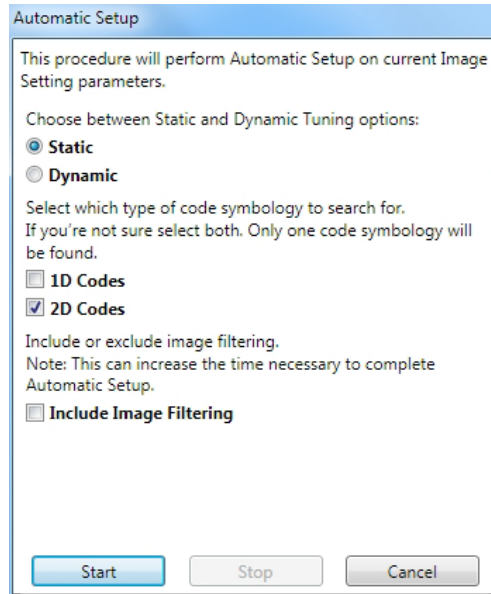 Automatic Setup
This procedure will perform Automatic Setup on current Image
Setting parameters.
Choose between Static and Dynamic Tuning options:
Static
Dynamic
Select which type of code symbology to search for.
If you're not sure select both. Only one code symbology will
be found.
1D Codes
2D Codes
Include or exclude image filtering.
Note: This can increase the time necessary to complete
Automatic Setup.
Include Image Filtering
Start Stop Cancel